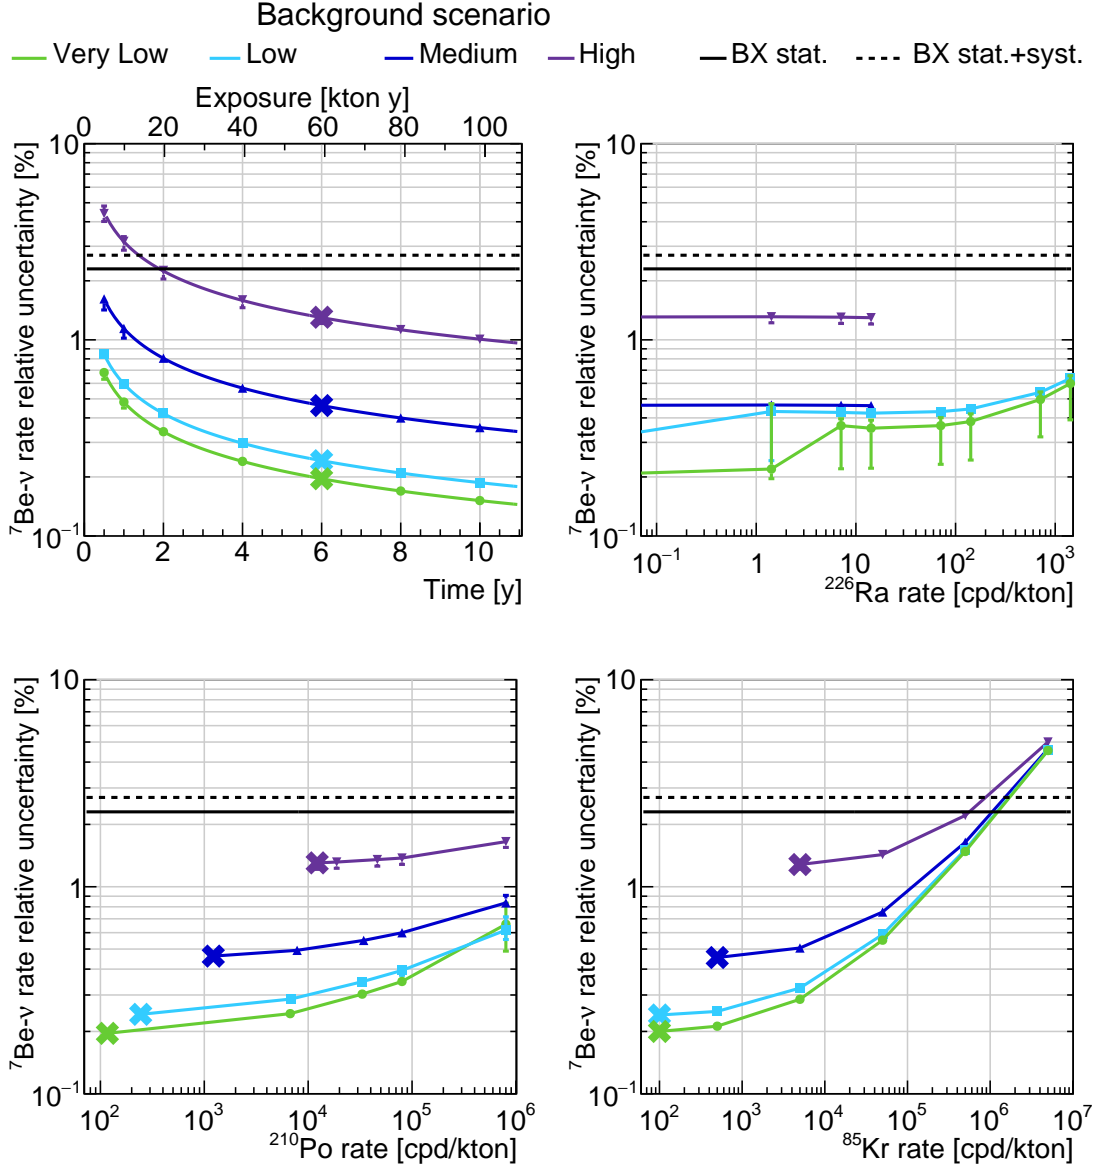 Background scenario
Very Low Low Medium High BX stat. BX stat.+syst.
Exposure [kton y]
0 20 40 60 80 100
10
1
10⁻¹
⁷Be-ν rate relative uncertainty [%]
0 2 4 6 8 10
Time [y]
10
1
10⁻¹
⁷Be-ν rate relative uncertainty [%]
10⁻¹ 1 10 10² 10³
²²⁶Ra rate [cpd/kton]
10
1
10⁻¹
⁷Be-ν rate relative uncertainty [%]
10² 10³ 10⁴ 10⁵ 10⁶
²¹⁰Po rate [cpd/kton]
10
1
10⁻¹
⁷Be-ν rate relative uncertainty [%]
10² 10³ 10⁴ 10⁵ 10⁶ 10⁷
⁸⁵Kr rate [cpd/kton]